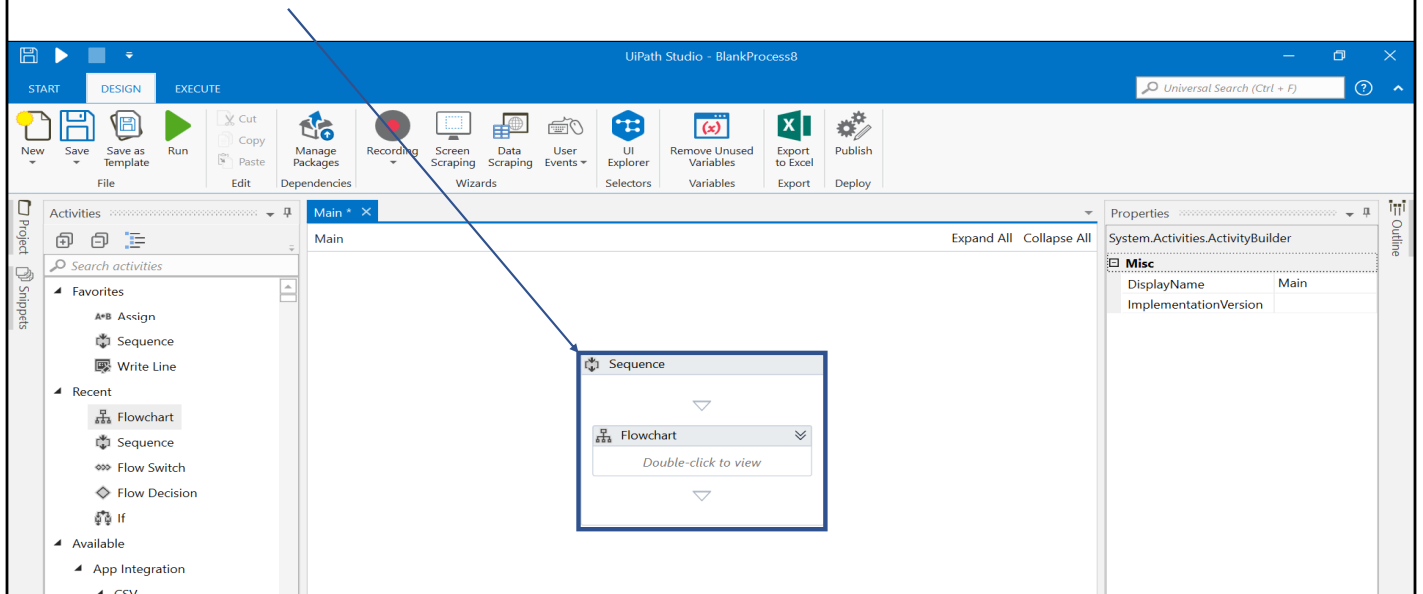 UiPath Studio - BlankProcess8
START DESIGN EXECUTE
Universal Search (Ctrl + F)
New
Save
Save as
Template
Run
File
Cut
Copy
Paste
Edit
Manage
Packages
Dependencies
Recording
Screen
Scraping
Data
Scraping
User
Events
Wizards
UI
Explorer
Selectors
Remove Unused
Variables
Variables
Export
to Excel
Export
Publish
Deploy
Project
Snippets
Activities
Search activities
Favorites
A*B Assign
Sequence
Write Line
Recent
Flowchart
Sequence
Flow Switch
Flow Decision
If
Available
App Integration
CSV
Main *
Main
Expand All Collapse All
Sequence
Flowchart
Double-click to view
Properties
System.Activities.ActivityBuilder
Misc
DisplayName Main
ImplementationVersion
Outline